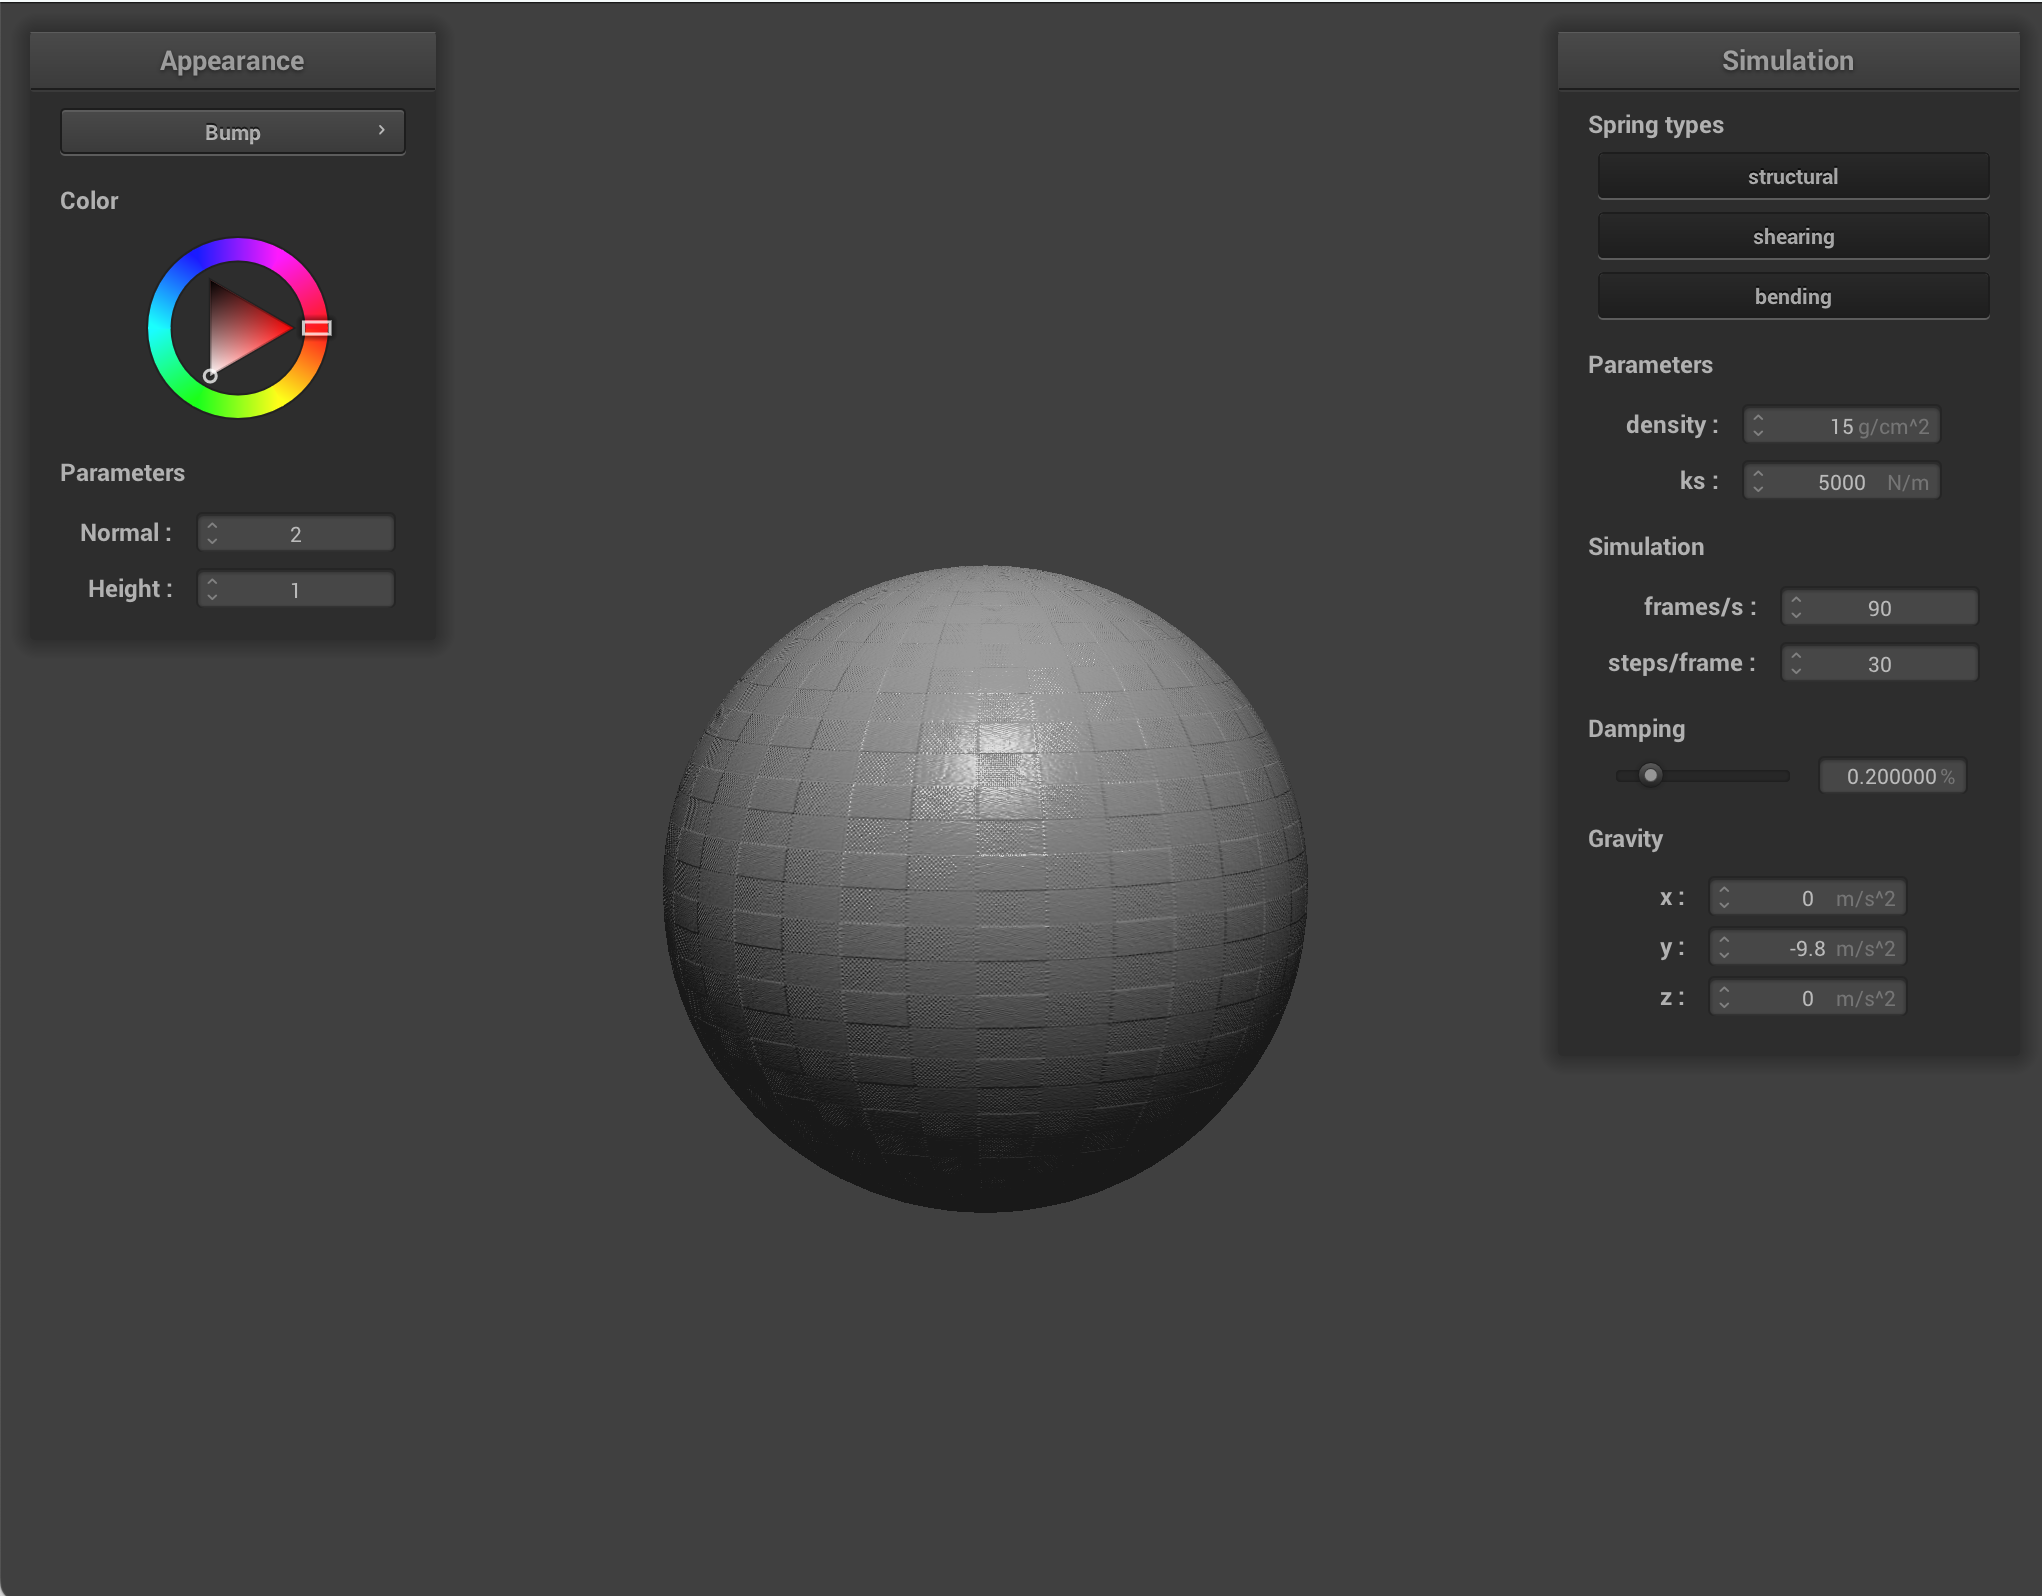 Appearance
Bump
Color
Parameters
Normal : 2
Height : 1
Simulation
Spring types
structural
shearing
bending
Parameters
density : 15 g/cm^2
ks : 5000 N/m
Simulation
frames/s : 90
steps/frame : 30
Damping
0.200000 %
Gravity
x : 0 m/s^2
y : -9.8 m/s^2
z : 0 m/s^2